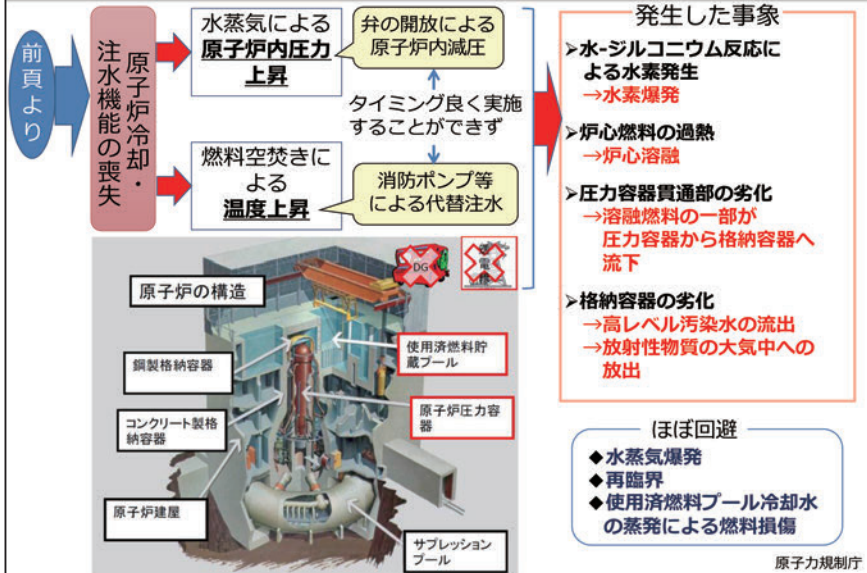 前頁より
原子炉冷却・
注水機能の喪失
水蒸気による
原子炉内圧力
上昇
弁の開放による
原子炉内減圧
タイミング良く実施
することができず
燃料空焚きに
よる
温度上昇
消防ポンプ等
による代替注水
DG
電
発生した事象
➢水-ジルコニウム反応に
よる水素発生
→水素爆発
➢炉心燃料の過熱
→炉心溶融
➢圧力容器貫通部の劣化
→溶融燃料の一部が
圧力容器から格納容器へ
流下
➢格納容器の劣化
→高レベル汚染水の流出
→放射性物質の大気中への
放出
原子炉の構造
鋼製格納容器
コンクリート製格
納容器
原子炉建屋
使用済燃料貯
蔵プール
原子炉圧力容
器
サプレッション
プール
ほぼ回避
◆水蒸気爆発
◆再臨界
◆使用済燃料プール冷却水
の蒸発による燃料損傷
原子力規制庁